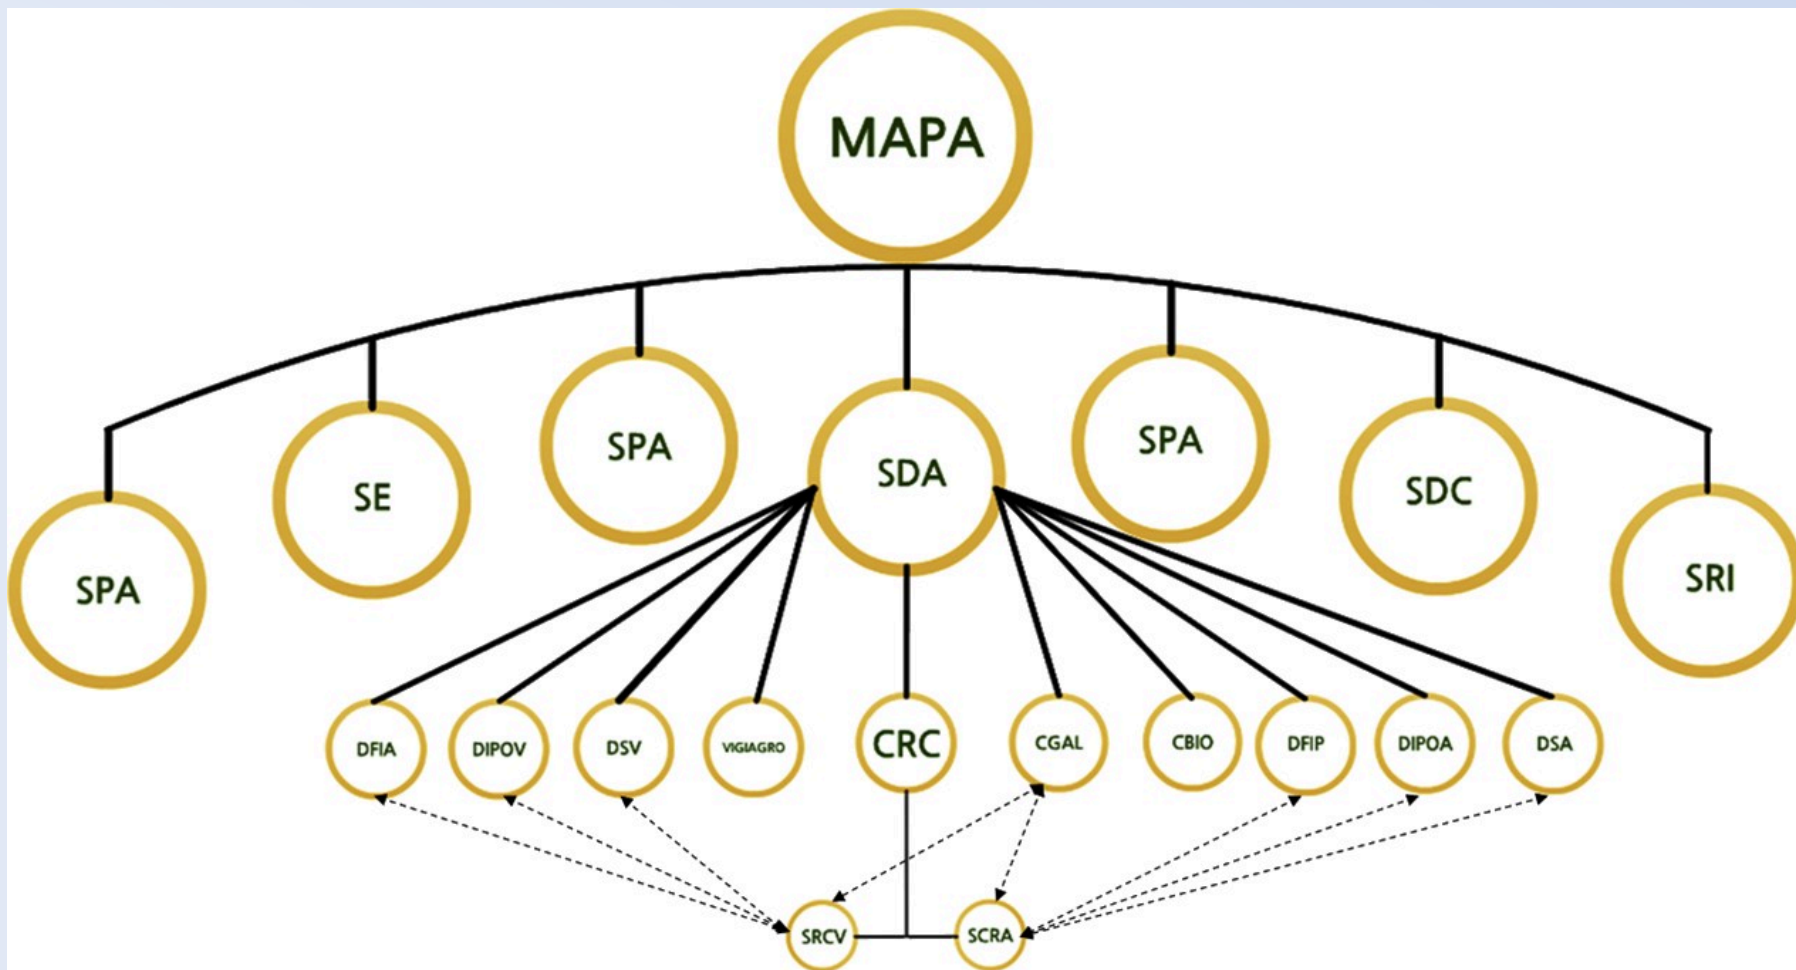 MAPA
SPA
SE
SPA
SDA
SPA
SDC
SRI
DFIA
DIPOV
DSV
VIGIAGRO
CRC
CGAL
CBIO
DFIP
DIPOA
DSA
SRCV
SCRA